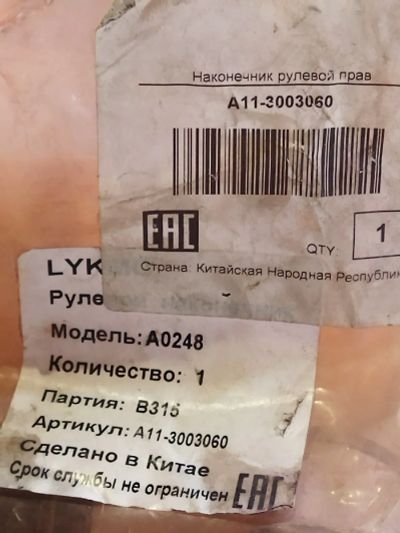 Наконечник рулевой прав
A11-3003060
EAC
QTY: 1
Страна: Китайская Народная Республик
LYK
Руле
Модель: A0248
Количество: 1
Партия: B315
Артикул: A11-3003060
Сделано в Китае
Срок службы не ограничен EAC